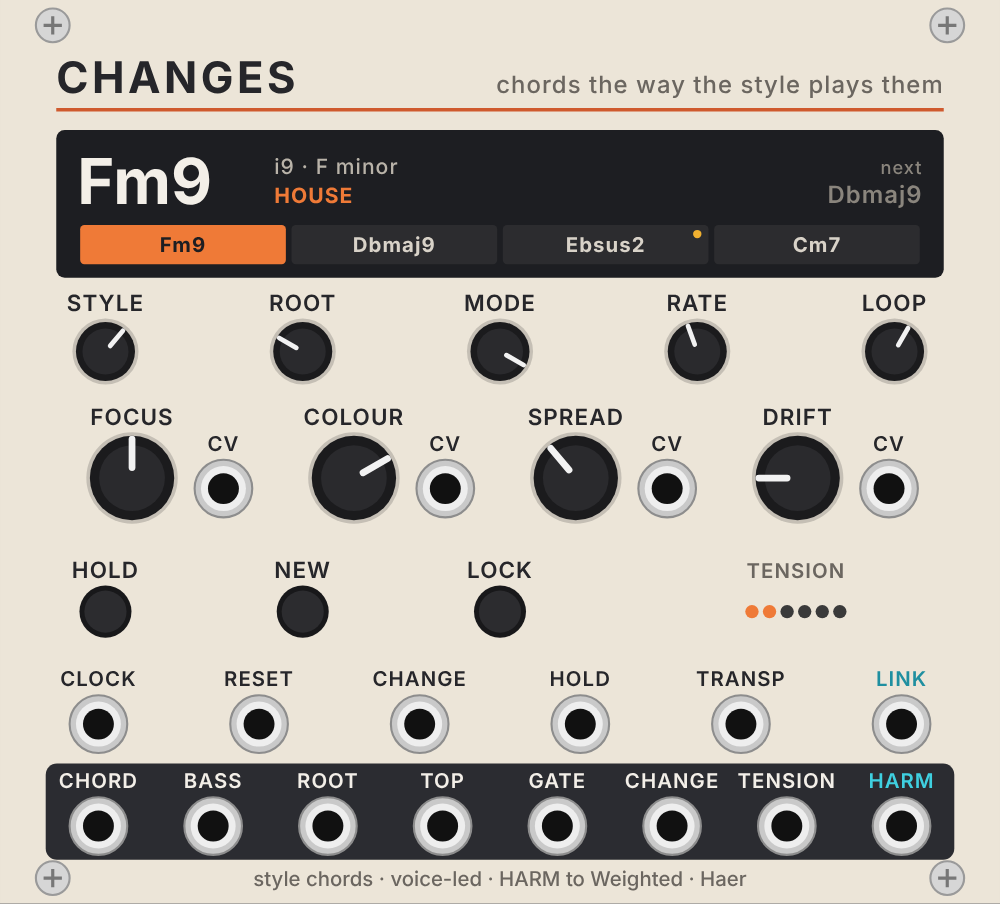 CHANGES chords the way the style plays them
Fm9 i9 · F minor next
HOUSE Dbmaj9
Fm9 Dbmaj9 Ebsus2 Cm7
STYLE ROOT MODE RATE LOOP
FOCUS COLOUR SPREAD DRIFT
CV CV CV CV
HOLD NEW LOCK TENSION
CLOCK RESET CHANGE HOLD TRANSP LINK
CHORD BASS ROOT TOP GATE CHANGE TENSION HARM
style chords · voice-led · HARM to Weighted · Haer